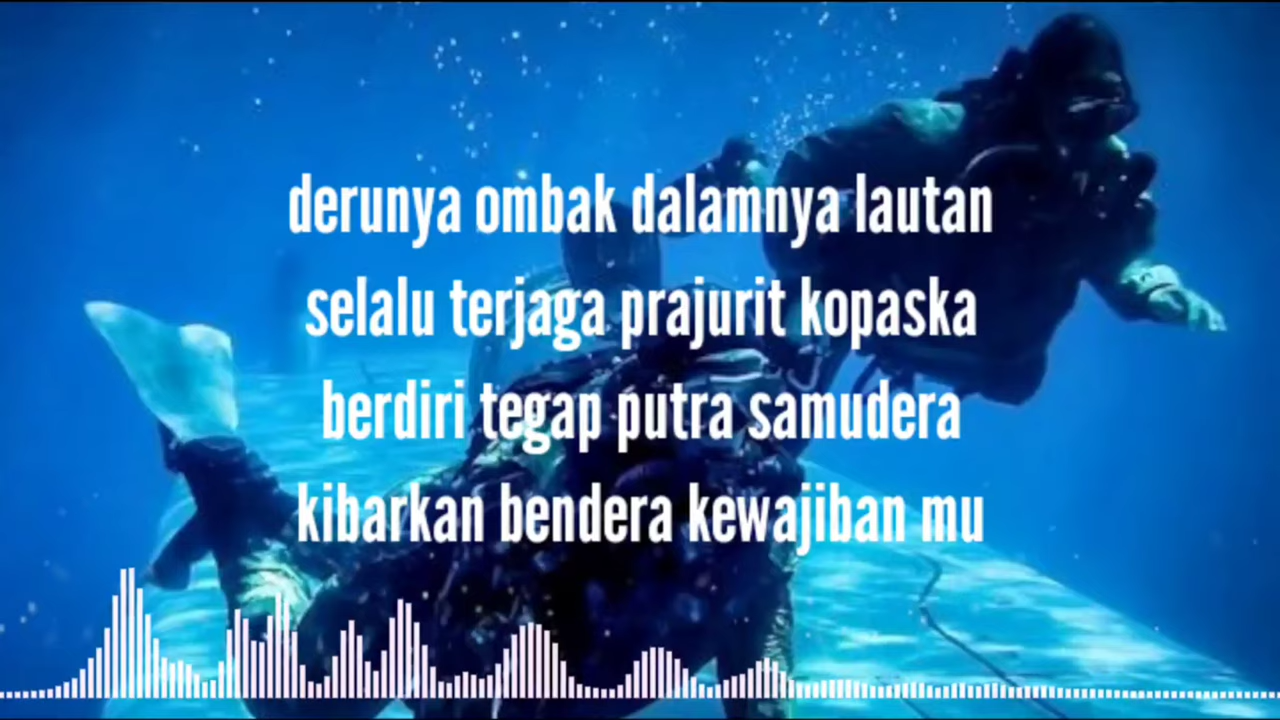 derunya ombak dalamnya lautan
selalu terjaga prajurit kopaska
berdiri tegap putra samudera
kibarkan bendera kewajiban mu